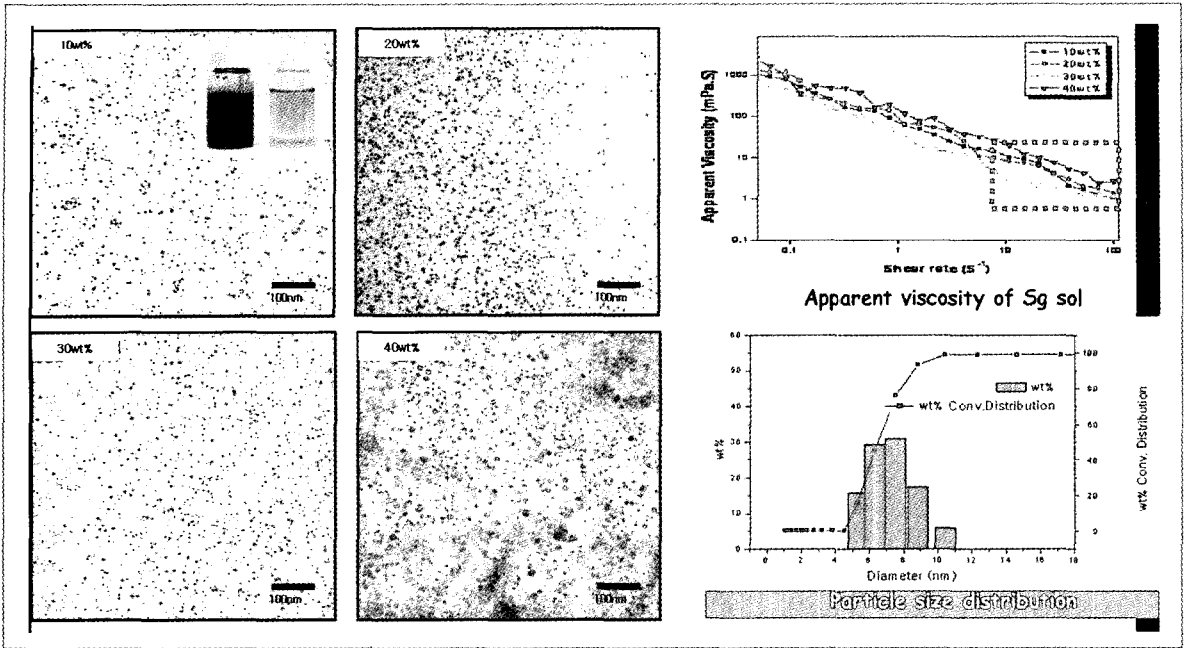 10wt%
100nm
20wt%
100nm
30wt%
100nm
40wt%
100nm
Apparent Viscosity (mPa.S)
1000
100
10
1
0.1
10wt%
20wt%
30wt%
40wt%
0.1
1
10
100
Shear rate (S⁻¹)
Apparent viscosity of Sg sol
wt%
60
50
40
30
20
10
0
wt%
wt% Conv.Distribution
100
80
60
40
20
0
wt% Conv. Distribution
0 2 4 6 8 10 12 14 16 18
Diameter (nm)
Particle size distribution